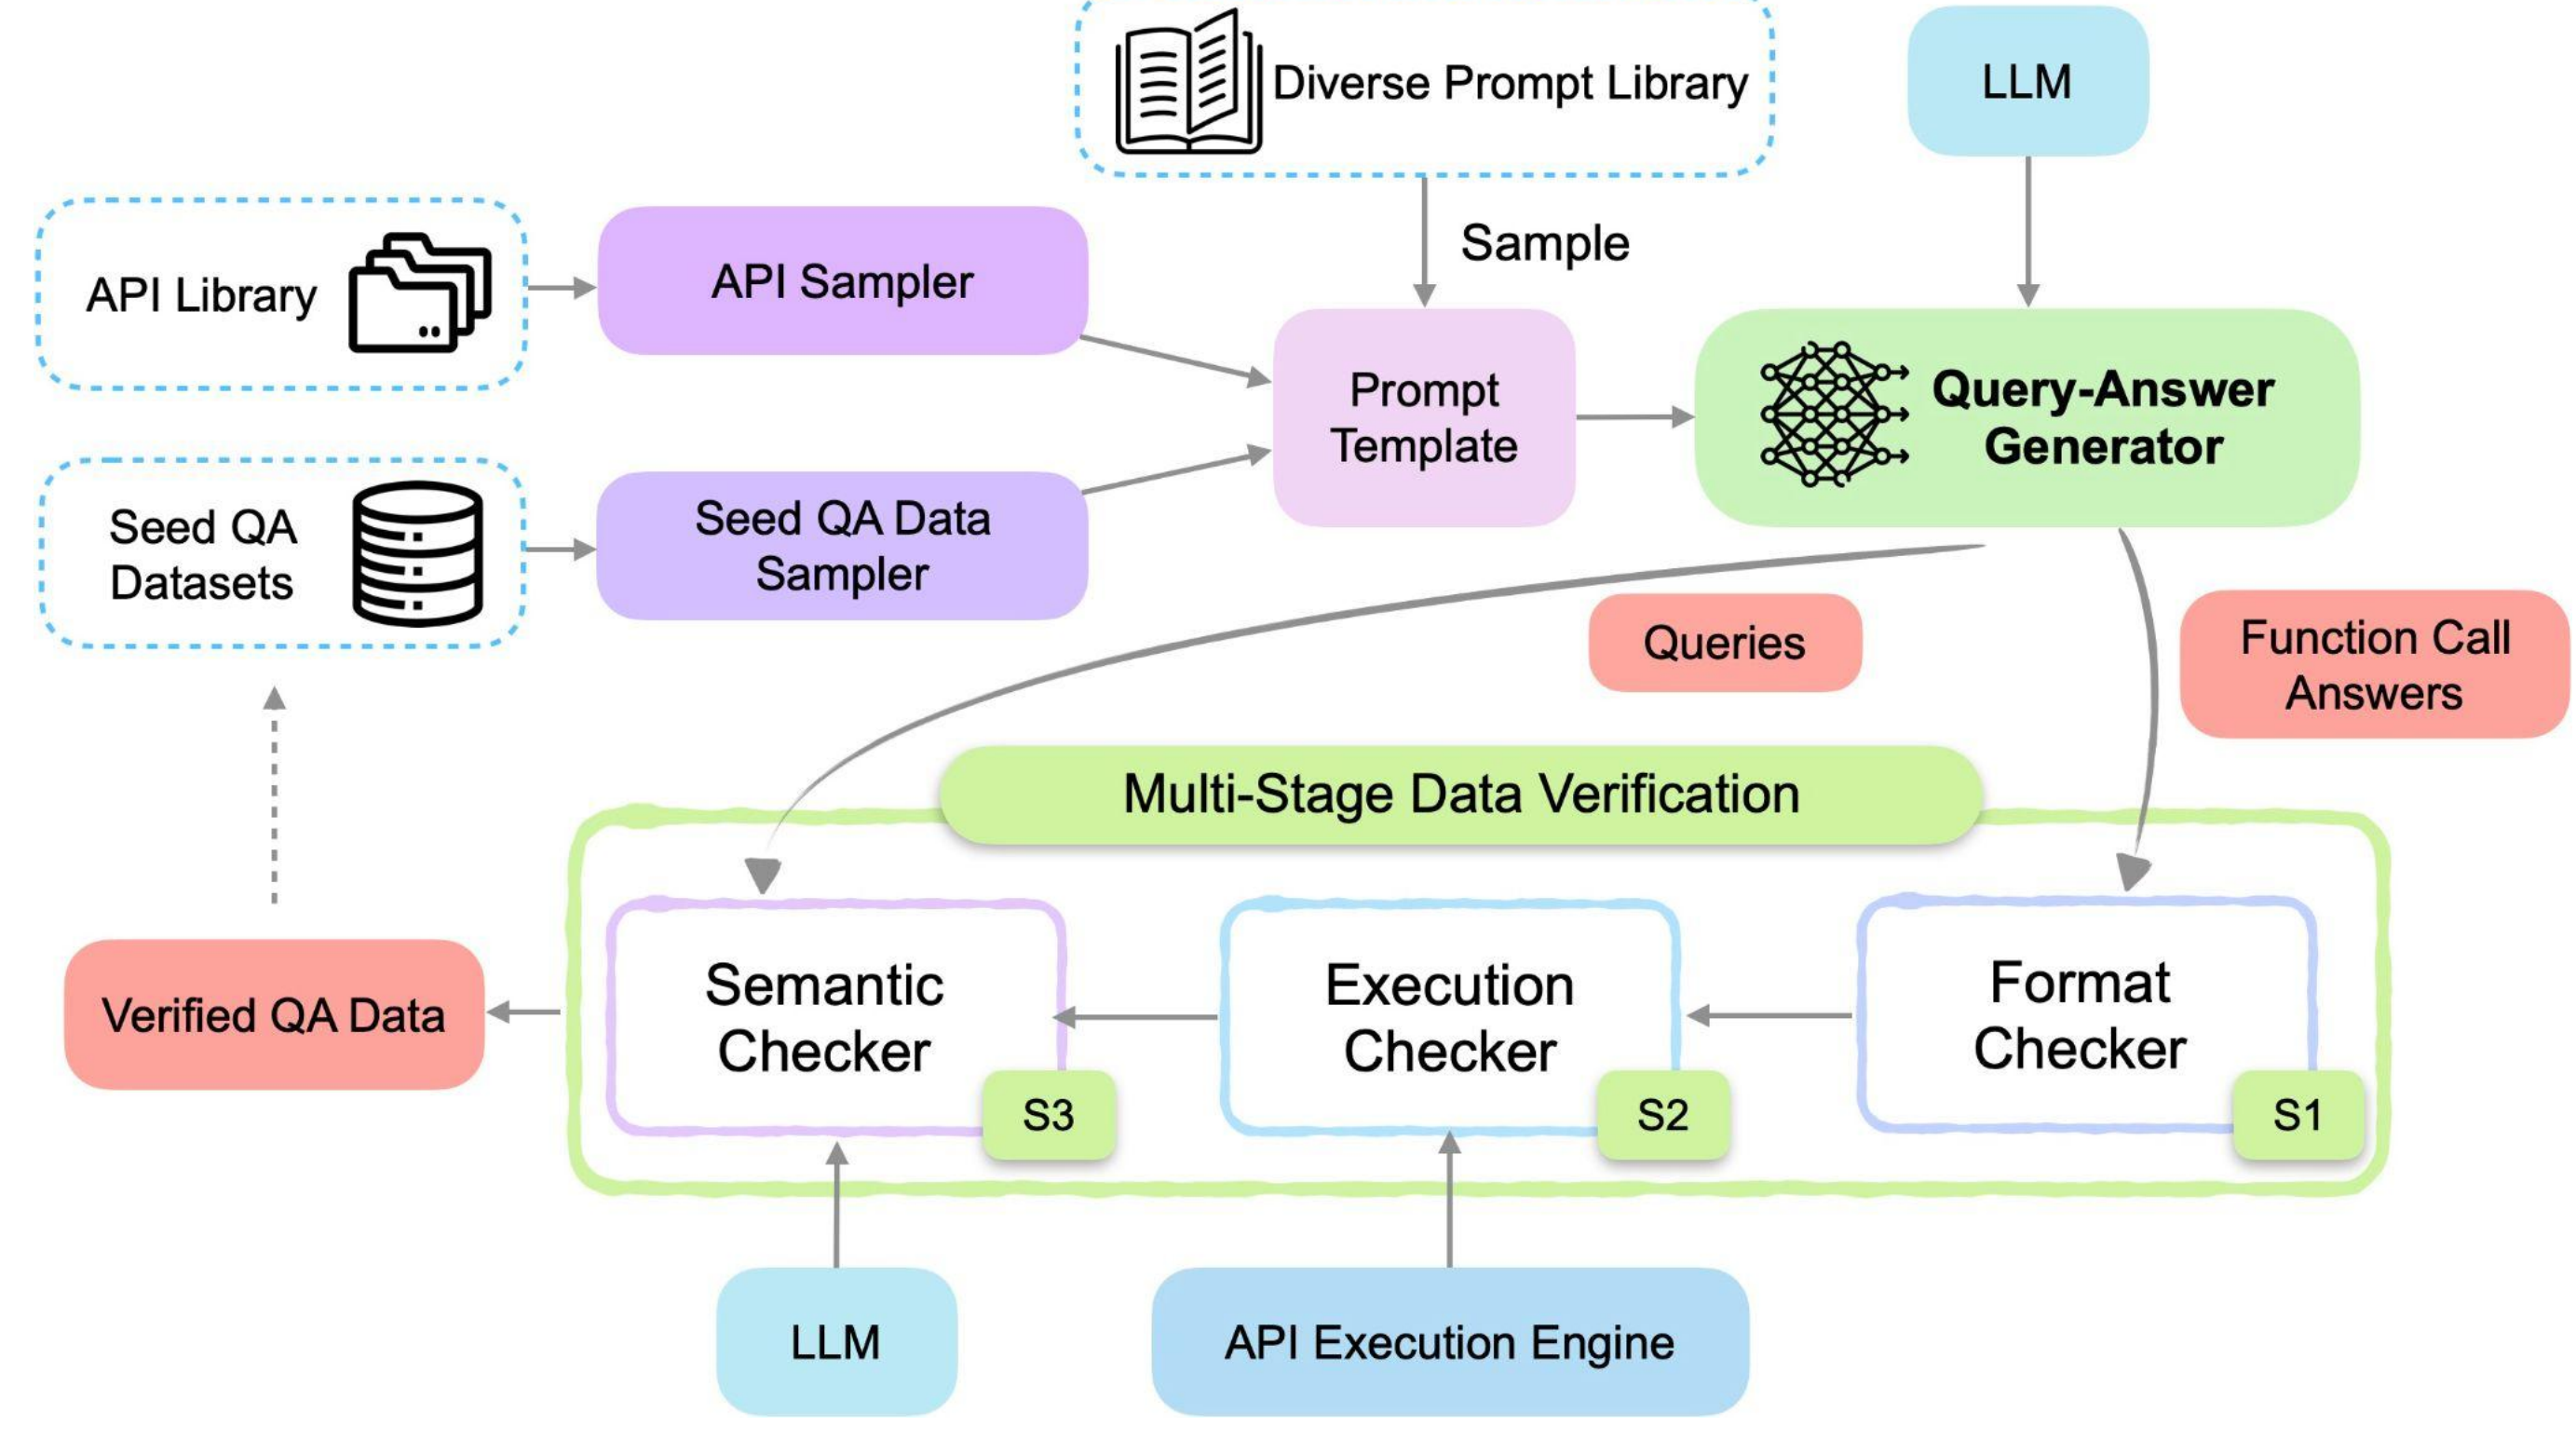 Diverse Prompt Library
LLM
Sample
API Library
API Sampler
Prompt
Template
Query-Answer
Generator
Seed QA
Datasets
Seed QA Data
Sampler
Queries
Function Call
Answers
Multi-Stage Data Verification
Verified QA Data
Semantic
Checker
S3
Execution
Checker
S2
Format
Checker
S1
LLM
API Execution Engine